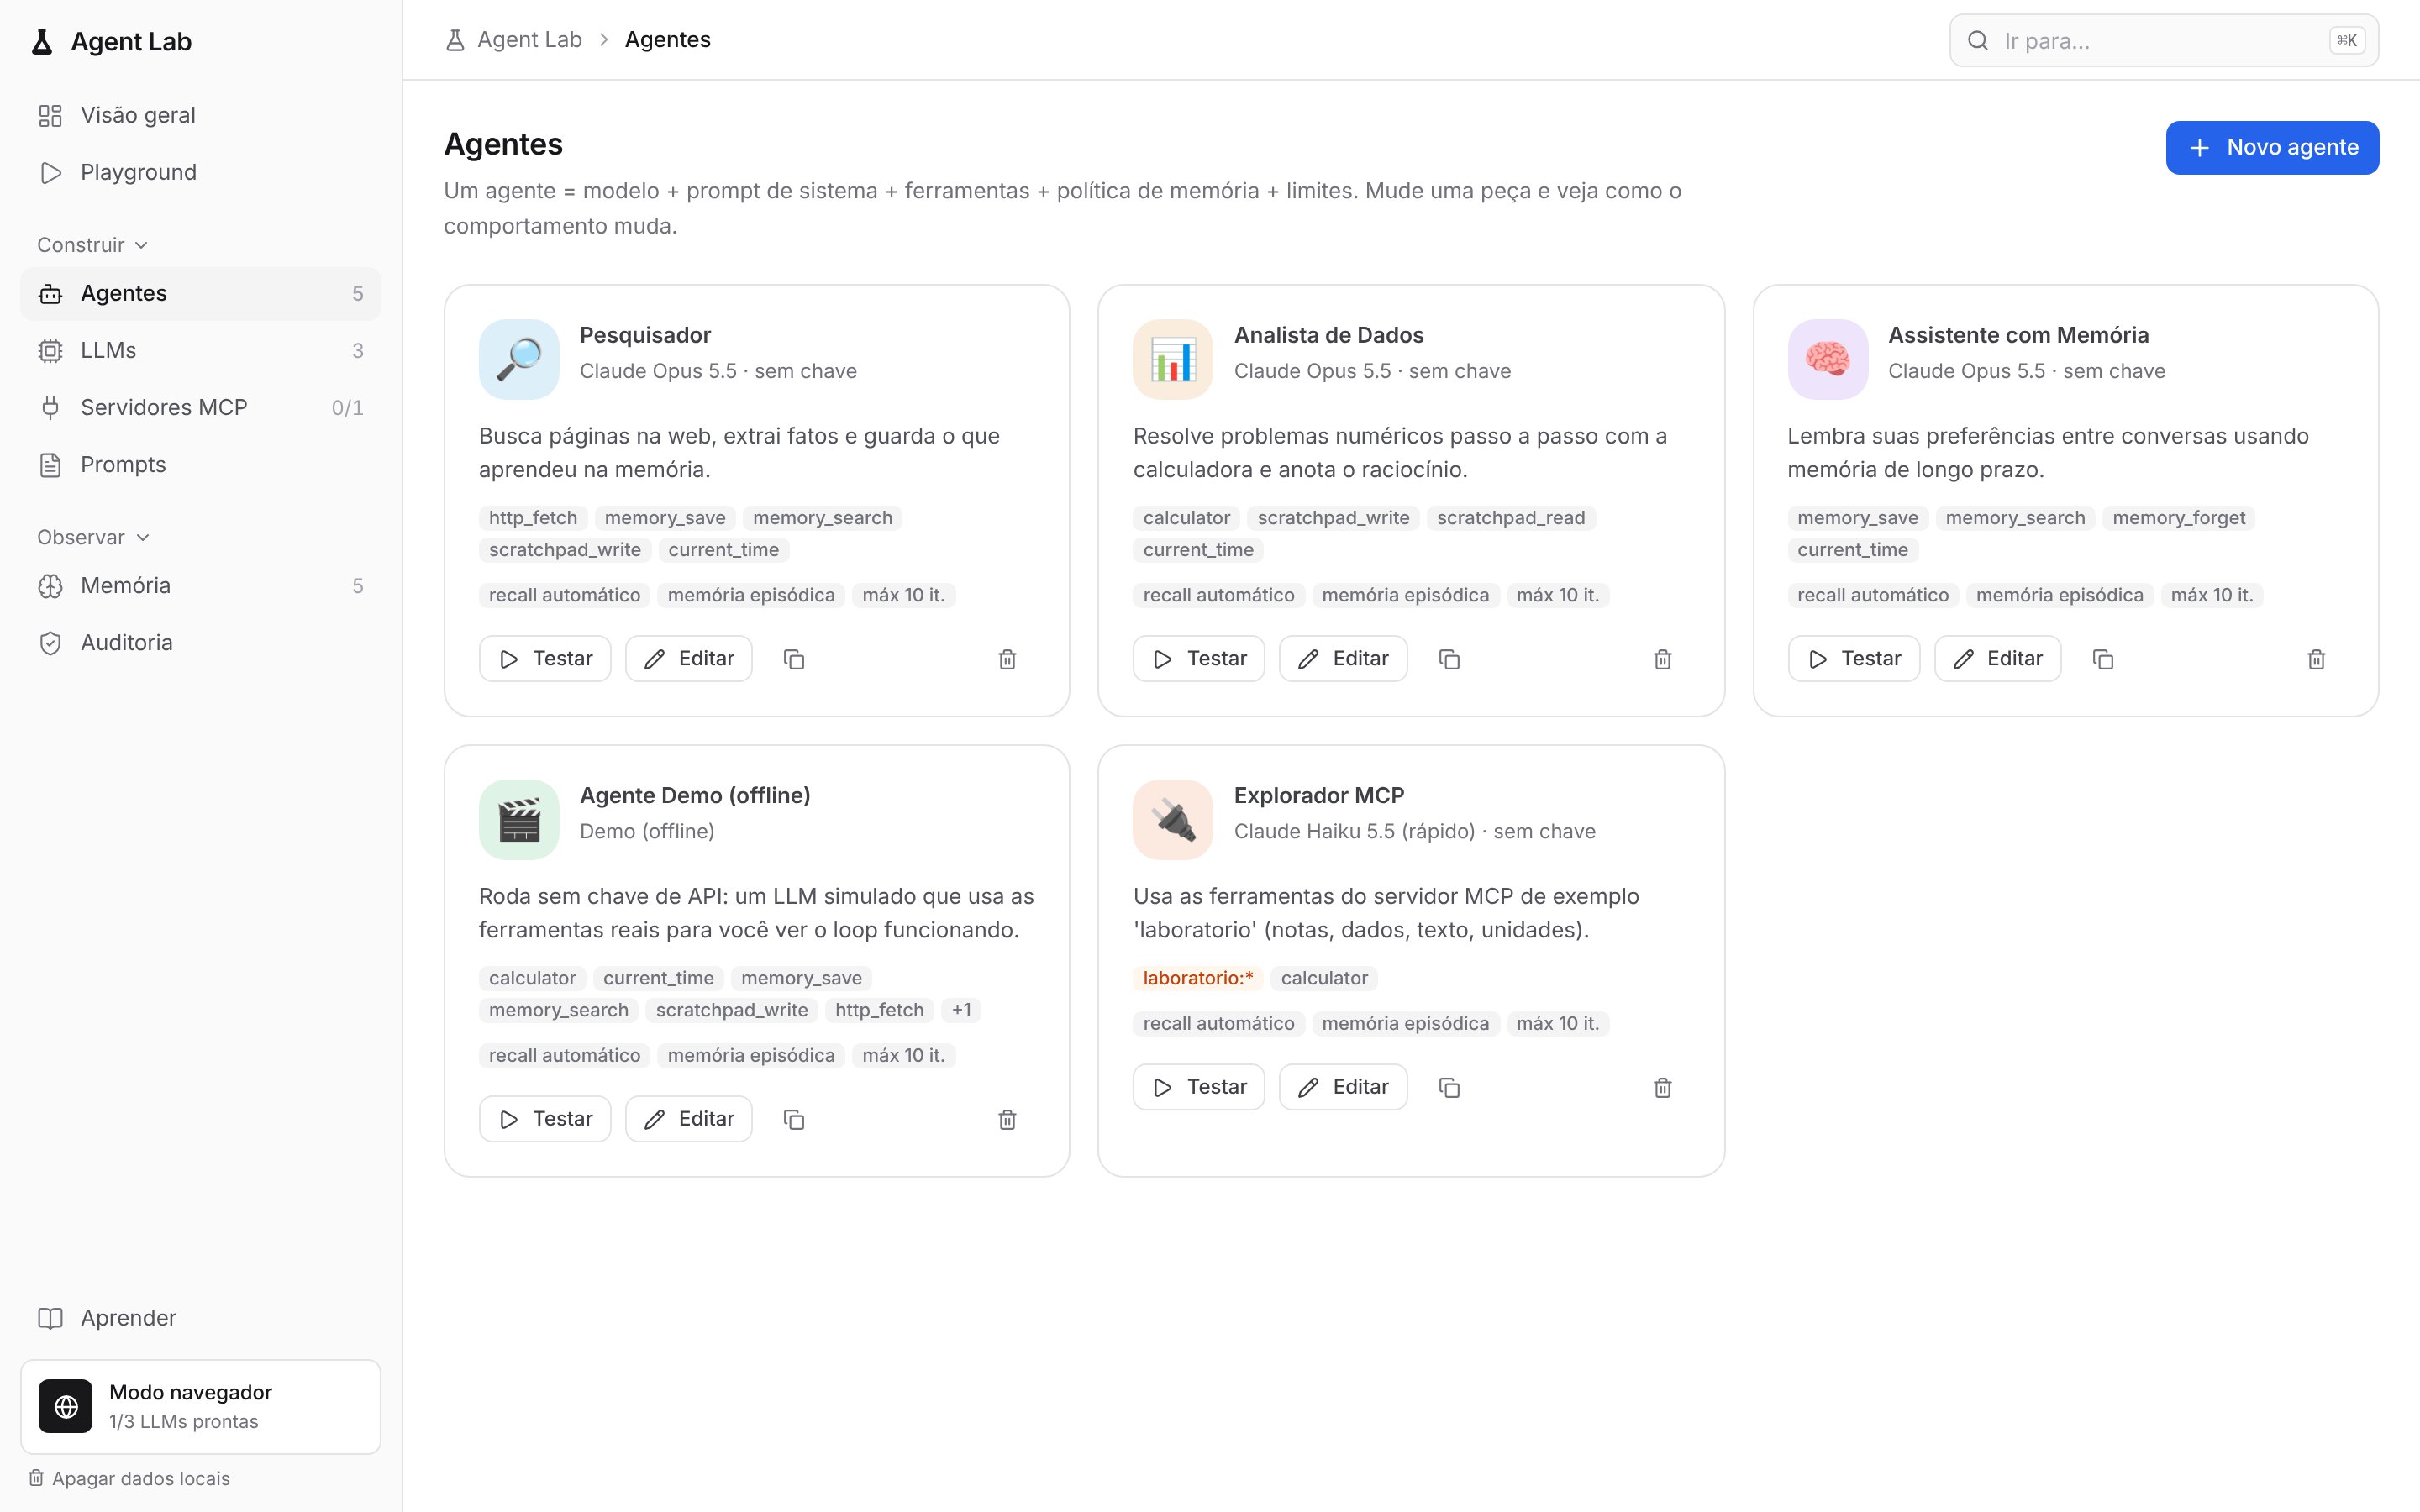 Agent Lab
Visão geral
Playground
Construir
Agentes 5
LLMs 3
Servidores MCP 0/1
Prompts
Observar
Memória 5
Auditoria
Aprender
Modo navegador
1/3 LLMs prontas
Apagar dados locais
Agent Lab > Agentes
Ir para... ⌘K
Agentes
Novo agente
Um agente = modelo + prompt de sistema + ferramentas + política de memória + limites. Mude uma peça e veja como o
comportamento muda.
Pesquisador
Claude Opus 5.5 · sem chave
Busca páginas na web, extrai fatos e guarda o que
aprendeu na memória.
http_fetch memory_save memory_search
scratchpad_write current_time
recall automático memória episódica máx 10 it.
Testar Editar
Analista de Dados
Claude Opus 5.5 · sem chave
Resolve problemas numéricos passo a passo com a
calculadora e anota o raciocínio.
calculator scratchpad_write scratchpad_read
current_time
recall automático memória episódica máx 10 it.
Testar Editar
Assistente com Memória
Claude Opus 5.5 · sem chave
Lembra suas preferências entre conversas usando
memória de longo prazo.
memory_save memory_search memory_forget
current_time
recall automático memória episódica máx 10 it.
Testar Editar
Agente Demo (offline)
Demo (offline)
Roda sem chave de API: um LLM simulado que usa as
ferramentas reais para você ver o loop funcionando.
calculator current_time memory_save
memory_search scratchpad_write http_fetch +1
recall automático memória episódica máx 10 it.
Testar Editar
Explorador MCP
Claude Haiku 5.5 (rápido) · sem chave
Usa as ferramentas do servidor MCP de exemplo
'laboratorio' (notas, dados, texto, unidades).
laboratorio:* calculator
recall automático memória episódica máx 10 it.
Testar Editar